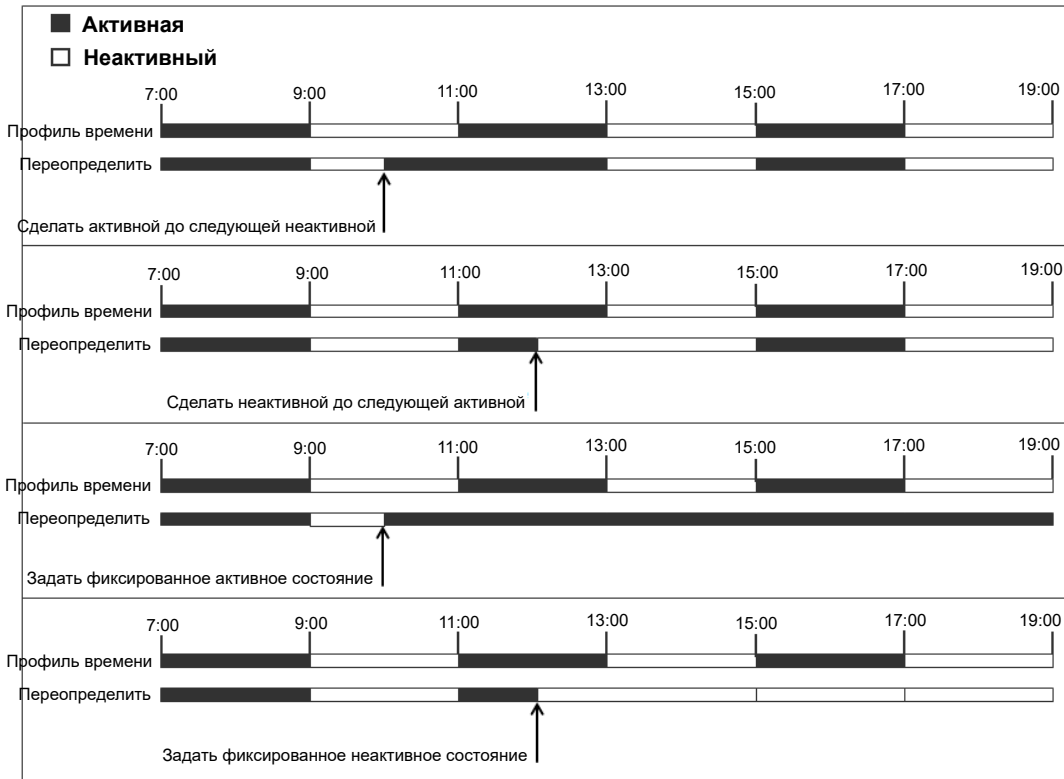 Активная
Неактивный
7:00 9:00 11:00 13:00 15:00 17:00 19:00
Профиль времени
Переопределить
Сделать активной до следующей неактивной
7:00 9:00 11:00 13:00 15:00 17:00 19:00
Профиль времени
Переопределить
Сделать неактивной до следующей активной
7:00 9:00 11:00 13:00 15:00 17:00 19:00
Профиль времени
Переопределить
Задать фиксированное активное состояние
7:00 9:00 11:00 13:00 15:00 17:00 19:00
Профиль времени
Переопределить
Задать фиксированное неактивное состояние